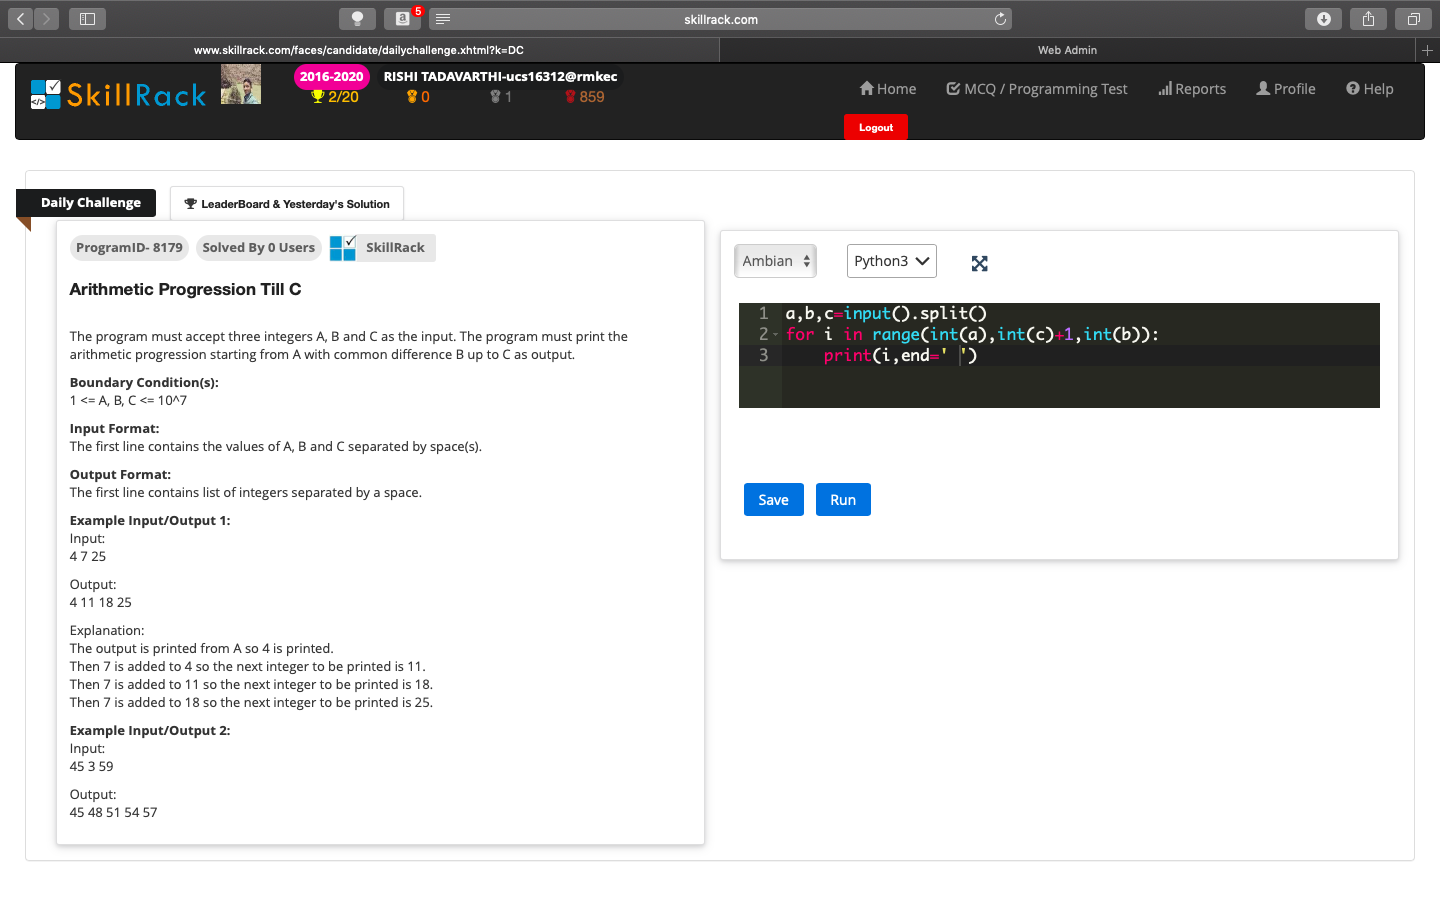 5
skillrack.com
www.skillrack.com/faces/candidate/dailychallenge.xhtml?k=DC
Web Admin
SkillRack
2016-2020 RISHI TADAVARTHI-ucs16312@rmkec
2/20 0 1 859
Home MCQ / Programming Test Reports Profile Help
Logout
Daily Challenge
LeaderBoard & Yesterday's Solution
ProgramID- 8179 Solved By 0 Users SkillRack
Arithmetic Progression Till C
The program must accept three integers A, B and C as the input. The program must print the
arithmetic progression starting from A with common difference B up to C as output.
Boundary Condition(s):
1 <= A, B, C <= 10^7
Input Format:
The first line contains the values of A, B and C separated by space(s).
Output Format:
The first line contains list of integers separated by a space.
Example Input/Output 1:
Input:
4 7 25
Output:
4 11 18 25
Explanation:
The output is printed from A so 4 is printed.
Then 7 is added to 4 so the next integer to be printed is 11.
Then 7 is added to 11 so the next integer to be printed is 18.
Then 7 is added to 18 so the next integer to be printed is 25.
Example Input/Output 2:
Input:
45 3 59
Output:
45 48 51 54 57
Ambian Python3
1 a,b,c=input().split()
2 for i in range(int(a),int(c)+1,int(b)):
3 print(i,end=' ')
Save Run